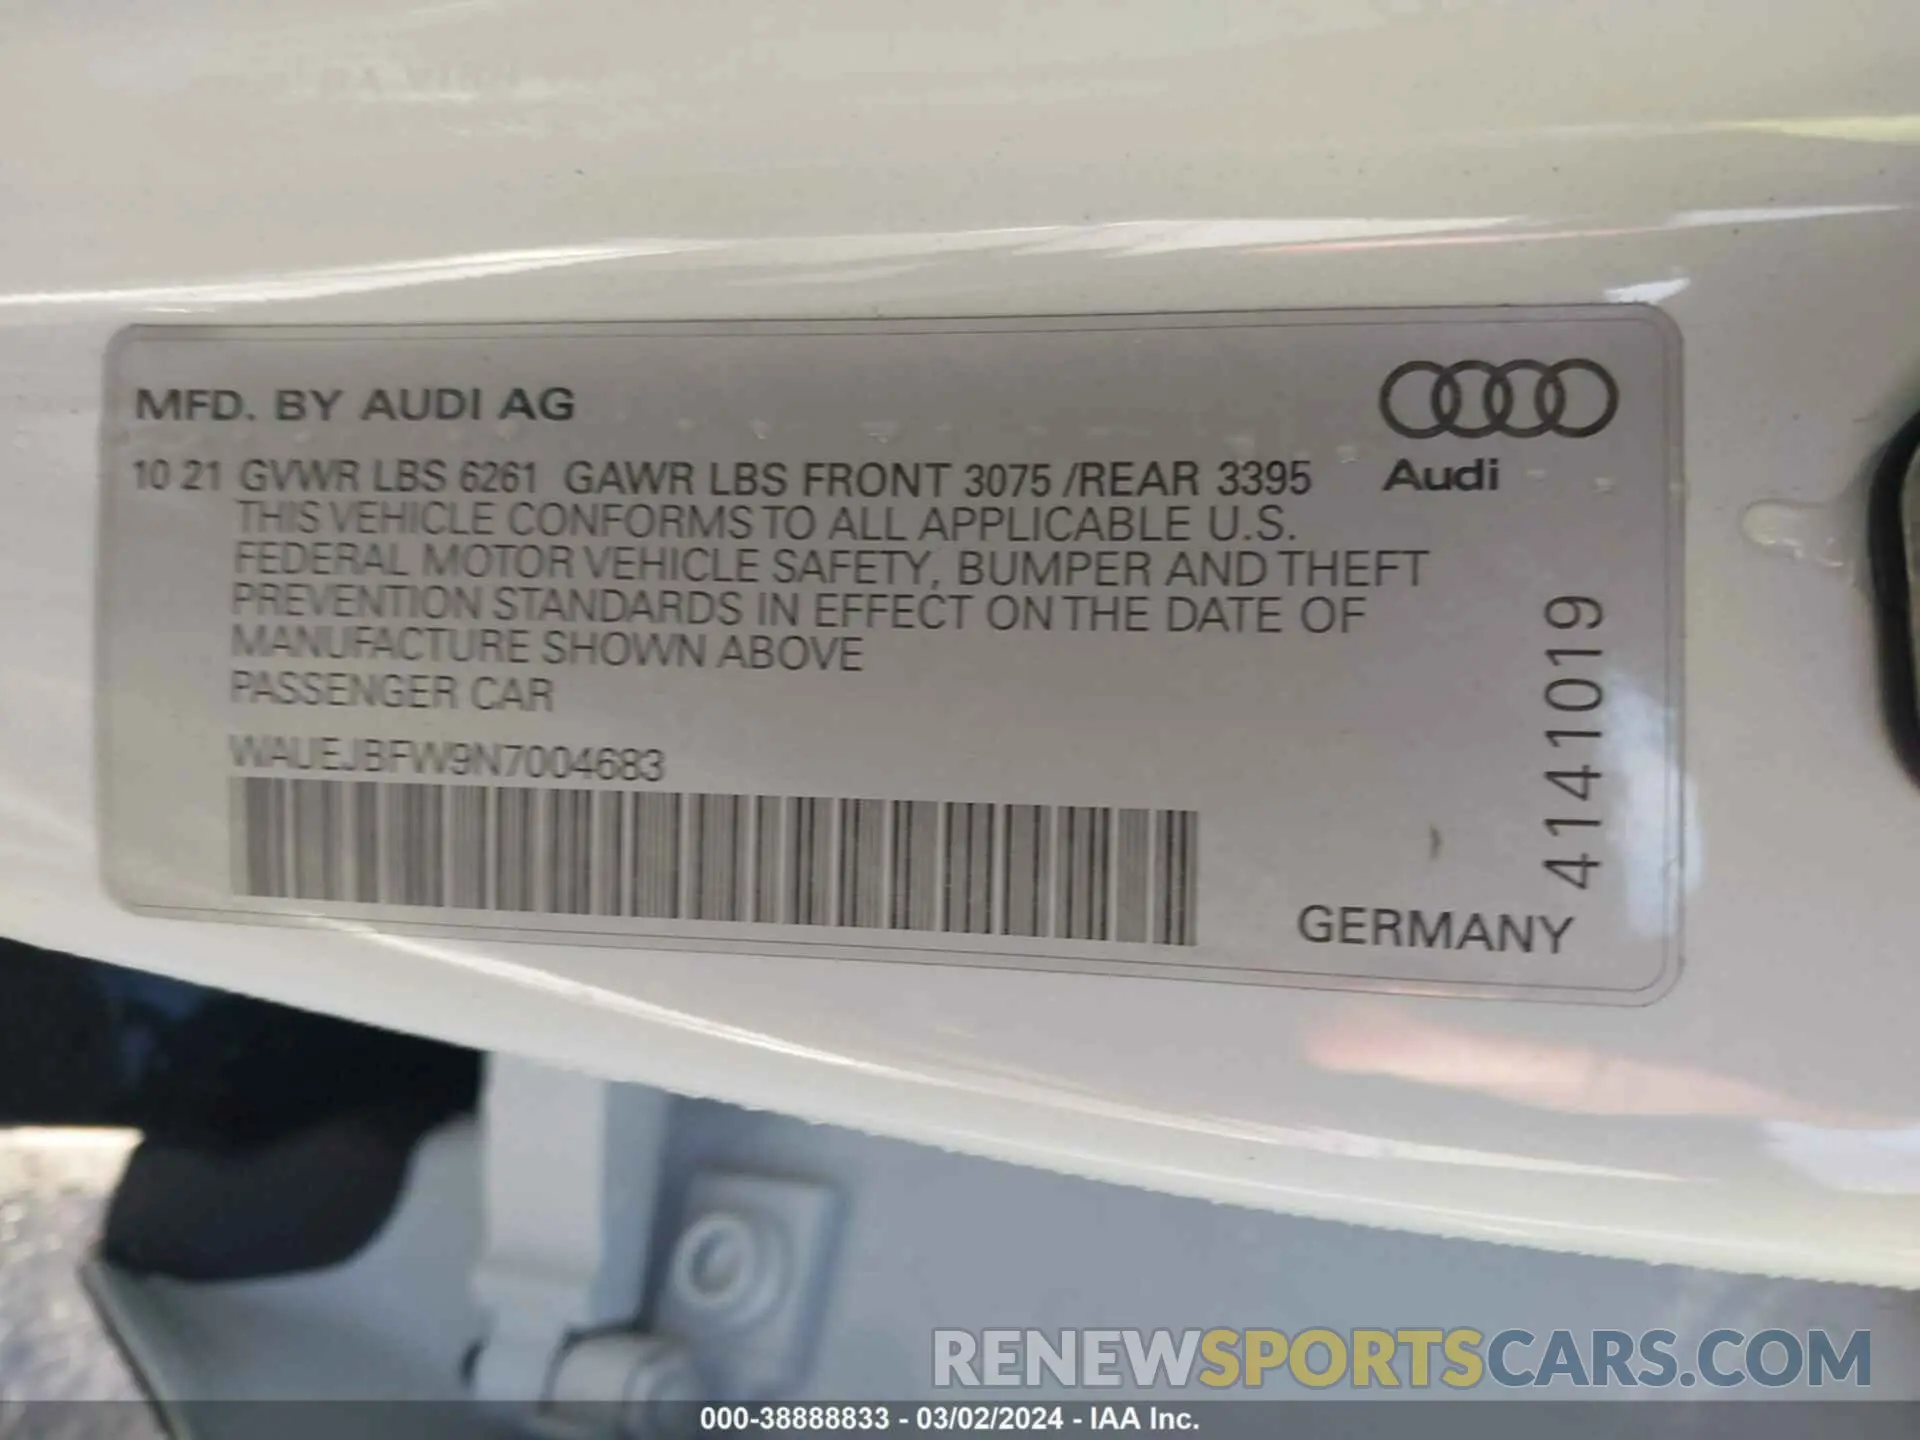 MFD. BY AUDI AG
10 21 GVWR LBS 6261 GAWR LBS FRONT 3075 /REAR 3395
Audi
THIS VEHICLE CONFORMS TO ALL APPLICABLE U.S.
FEDERAL MOTOR VEHICLE SAFETY, BUMPER AND THEFT
PREVENTION STANDARDS IN EFFECT ON THE DATE OF
MANUFACTURE SHOWN ABOVE
PASSENGER CAR
WAUEJBFW9N7004683
4141019
GERMANY
RENEWSPORTSCARS.COM
000-38888833 - 03/02/2024 - IAA Inc.